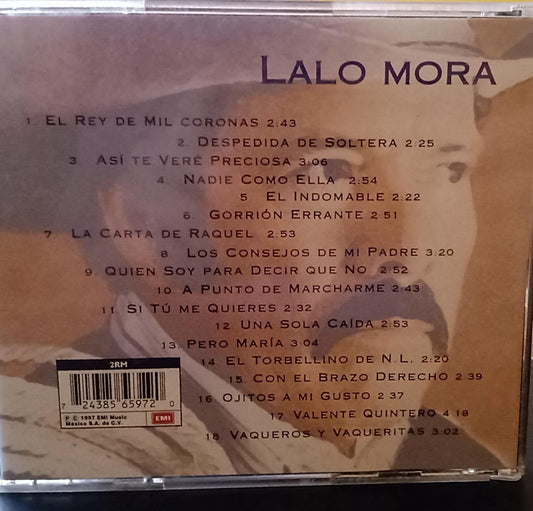 LALO MORA
1. EL REY DE MIL CORONAS 2:43
2. DESPEDIDA DE SOLTERA 2:25
3. ASÍ TE VERÉ PRECIOSA 3:06
4. NADIE COMO ELLA 2:54
5 EL INDOMABLE 2:22
6. GORRIÓN ERRANTE 2 51
7. LA CARTA DE RAQUEL 2:53
8. LOS CONSEJOS DE MI PADRE 3:20
9. QUIEN SOY PARA DECIR QUE NO 2:52
10 A PUNTO DE MARCHARME 2:43
11 SI TÚ ME QUIERES 2:32
12 UNA SOLA CAÍDA 2:53
13. PERO MARÍA 3:04
14. EL TORBELLINO DE N.L. 2:20
15. CON EL BRAZO DERECHO 2 39
16 OJITOS A MI GUSTO 2 37
17. VALENTE QUINTERO 4 18
18. VAQUEROS Y VAQUERITAS 3:02
2RM
7 24385 65972 0
P C 1997 EMI Music
México S.A. de C.V.
EMI